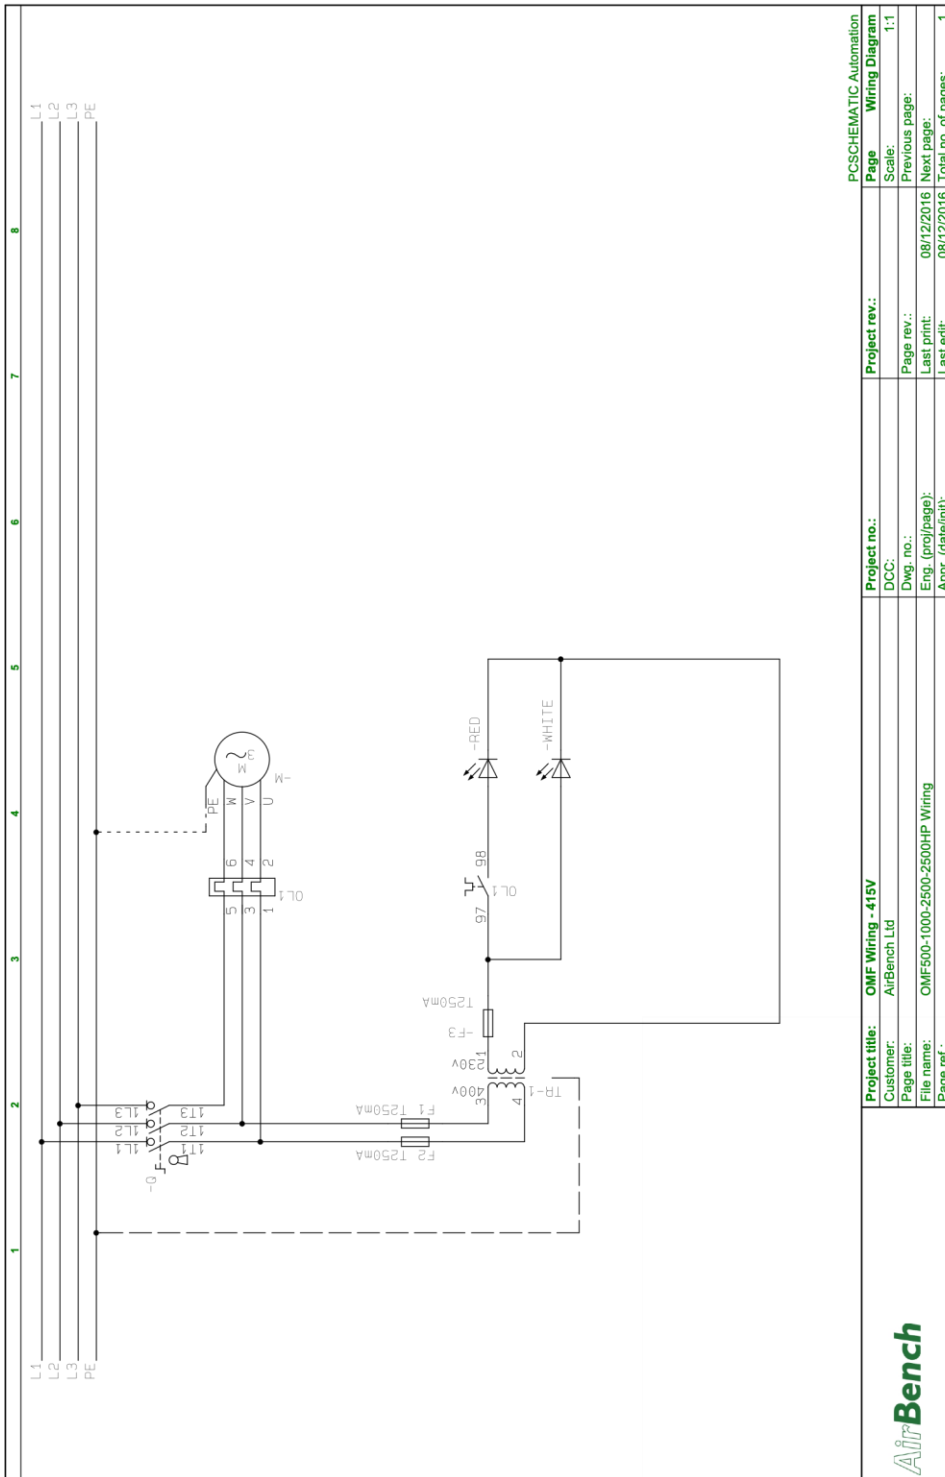 L1
L2
L3
PE
1
2
3
4
5
6
7
8
L1
L2
L3
PE
-Q
1L1
1L2
1L3
1T1
1T2
1T3
5
3
1
OL1
6
4
2
PE
W
V
U
M
3
-M
F2 T250mA
F1 T250mA
3
4
400v
230v
TR-1
1
2
-F3
T250mA
97
OL1
98
-RED
-WHITE
PCSCHEMATIC Automation
AirBench
Project title: OMF Wiring - 415V Project no.: Project rev.: Page Wiring Diagram
Customer: AirBench Ltd DCC: Scale: 1:1
Page title: Dwg. no.: Page rev.: Previous page:
File name: OMF500-1000-2500-2500HP Wiring Eng. (proj/page): Last print: 08/12/2016 Next page:
Page ref.: Appr. (date/init): Last edit: 08/12/2016 Total no. of pages: 1